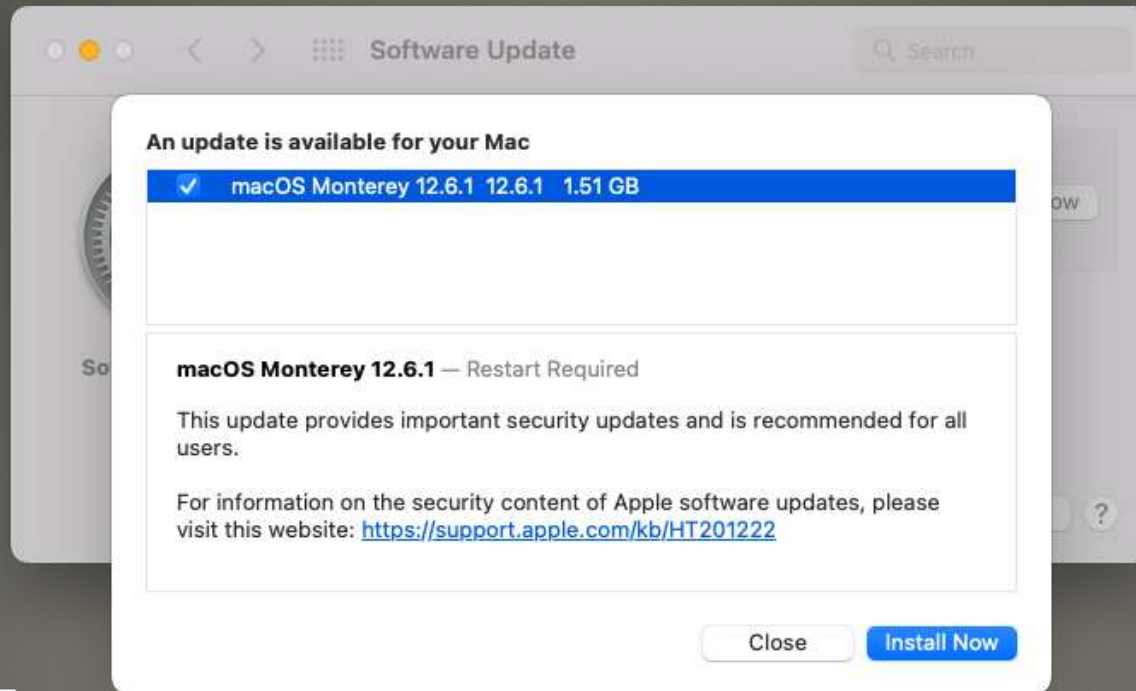 Software Update
Search
An update is available for your Mac
macOS Monterey 12.6.1 12.6.1 1.51 GB
ow
So
macOS Monterey 12.6.1 — Restart Required
This update provides important security updates and is recommended for all
users.
For information on the security content of Apple software updates, please
visit this website: https://support.apple.com/kb/HT201222
?
Close
Install Now